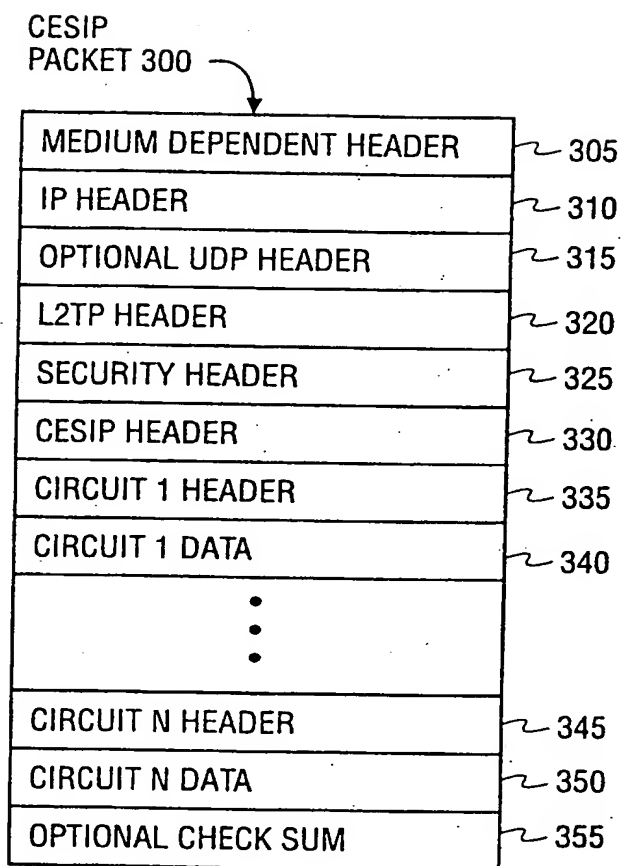 CESIP
PACKET 300
MEDIUM DEPENDENT HEADER 305
IP HEADER 310
OPTIONAL UDP HEADER 315
L2TP HEADER 320
SECURITY HEADER 325
CESIP HEADER 330
CIRCUIT 1 HEADER 335
CIRCUIT 1 DATA 340
CIRCUIT N HEADER 345
CIRCUIT N DATA 350
OPTIONAL CHECK SUM 355